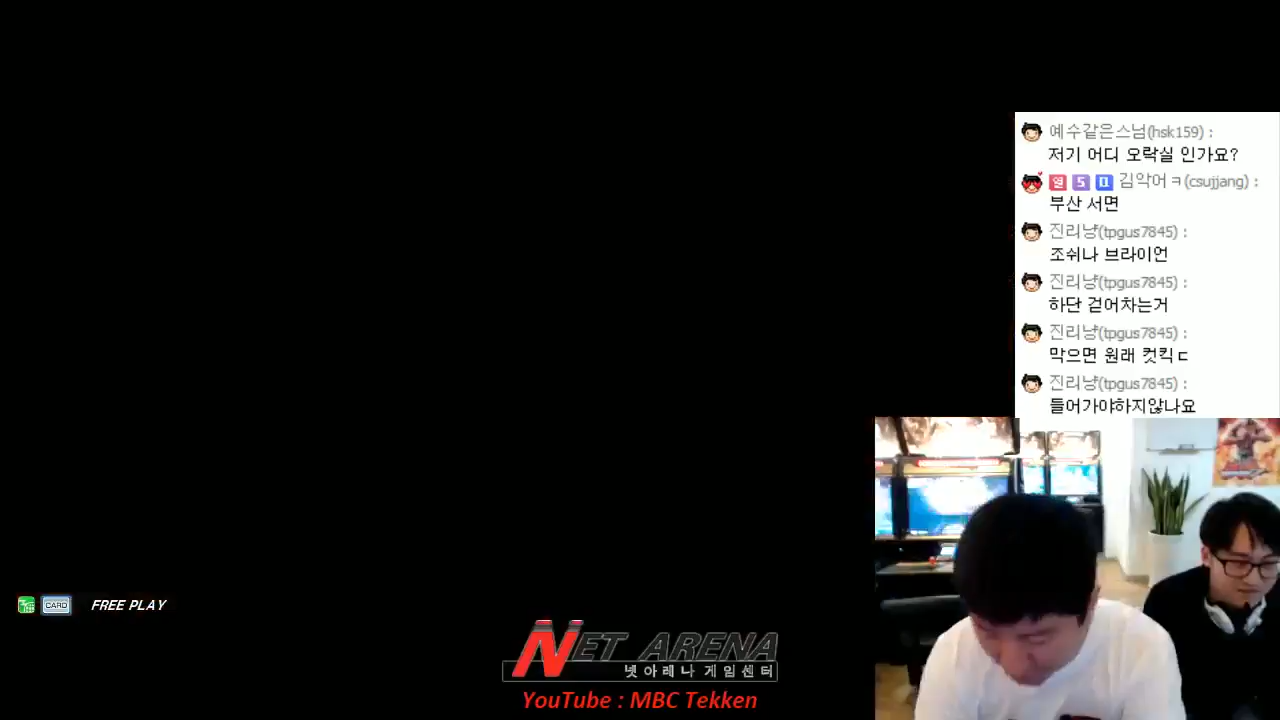 예수같은스님(hsk159) :
저기 어디 오락실 인가요?
열 5 매 김악어ㅋ(csujjang) :
부산 서면
진리냥(tpgus7845) :
조쉬나 브라이언
진리냥(tpgus7845) :
하단 걷어차는거
진리냥(tpgus7845) :
막으면 원래 컷킥ㄷ
진리냥(tpgus7845) :
들어가야하지않나요
CARD FREE PLAY
NET ARENA
넷아레나 게임센터
YouTube : MBC Tekken